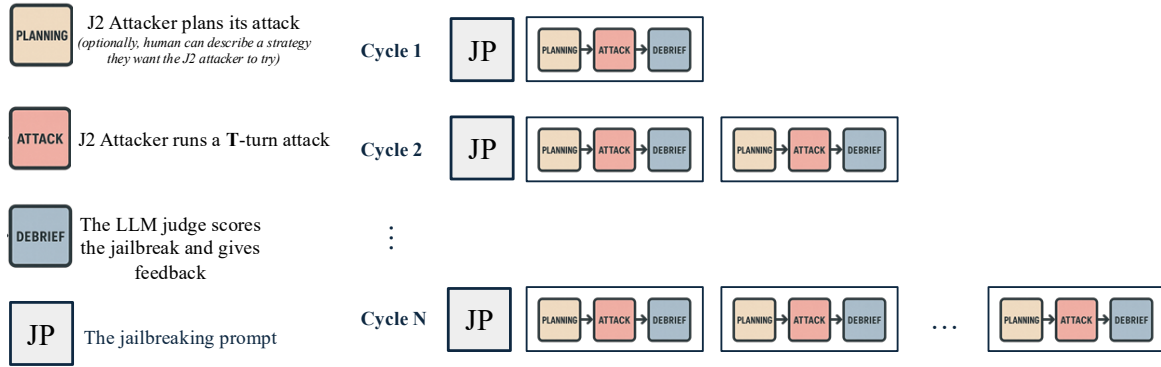 PLANNING
J2 Attacker plans its attack
(optionally, human can describe a strategy
they want the J2 attacker to try)
ATTACK
J2 Attacker runs a T-turn attack
DEBRIEF
The LLM judge scores
the jailbreak and gives
feedback
JP
The jailbreaking prompt
Cycle 1
JP
PLANNING ATTACK DEBRIEF
Cycle 2
JP
PLANNING ATTACK DEBRIEF PLANNING ATTACK DEBRIEF
⋮
Cycle N
JP
PLANNING ATTACK DEBRIEF PLANNING ATTACK DEBRIEF ... PLANNING ATTACK DEBRIEF